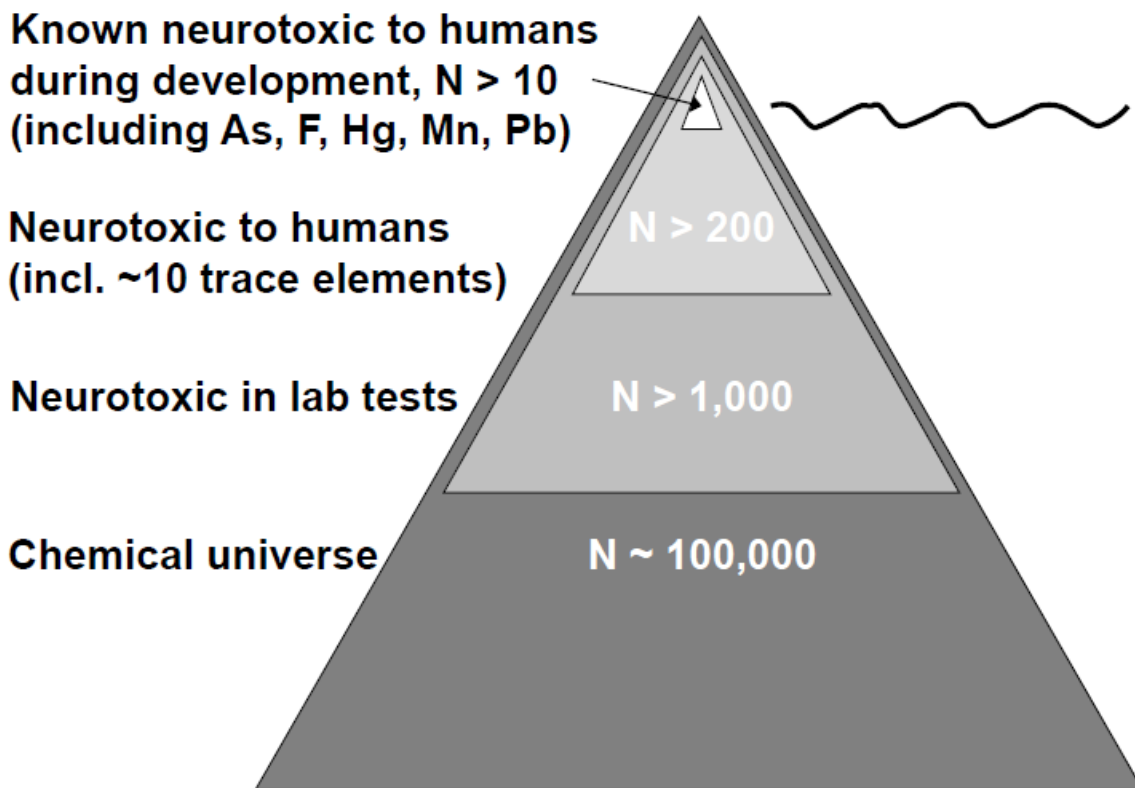 Known neurotoxic to humans
during development, N > 10
(including As, F, Hg, Mn, Pb)
Neurotoxic to humans
(incl. ~10 trace elements)
N > 200
Neurotoxic in lab tests
N > 1,000
Chemical universe
N ~ 100,000